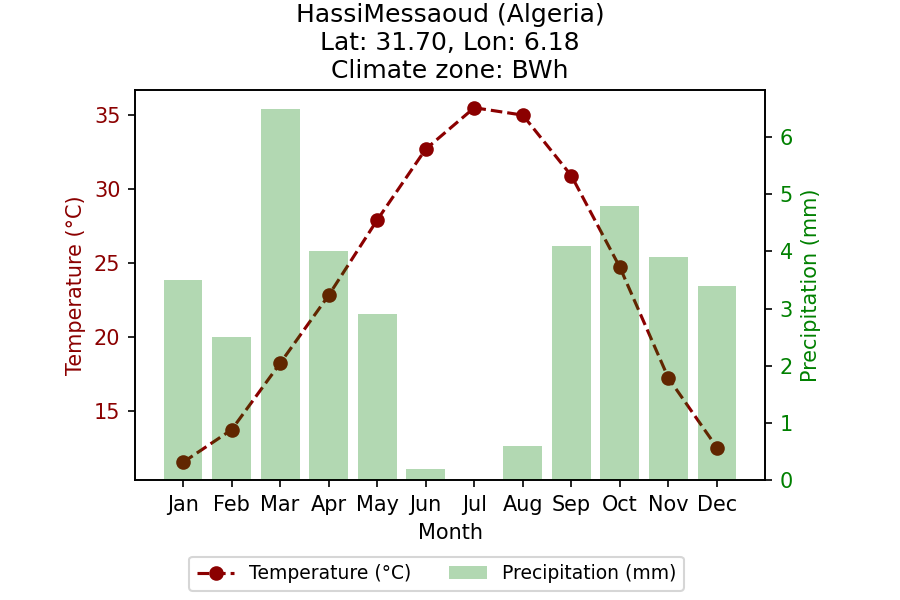 HassiMessaoud (Algeria)
Lat: 31.70, Lon: 6.18
Climate zone: BWh
Temperature (°C)
35
30
25
20
15
Precipitation (mm)
6
5
4
3
2
1
0
Jan Feb Mar Apr May Jun Jul Aug Sep Oct Nov Dec
Month
Temperature (°C) Precipitation (mm)